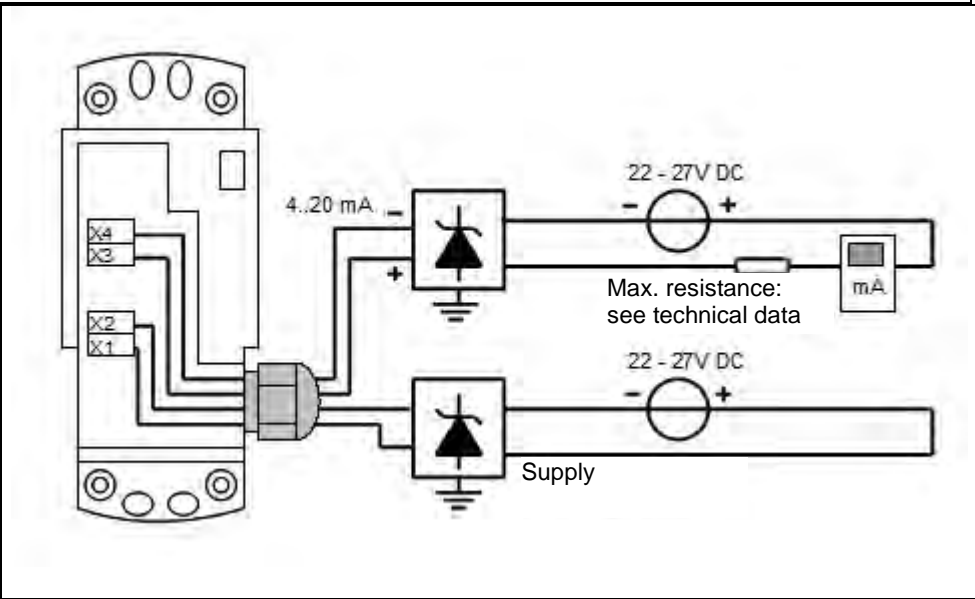 22 - 27V DC
- +
4..20 mA
-
+
X4
X3
mA
Max. resistance:
see technical data
X2
X1
22 - 27V DC
- +
Supply